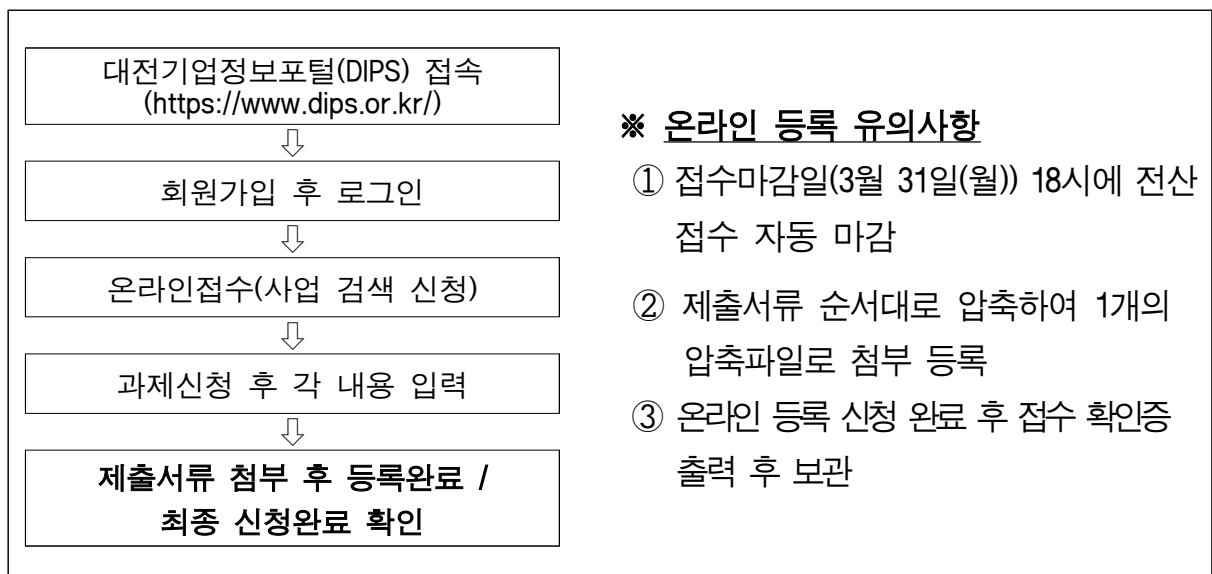 대전기업정보포털(DIPS) 접속
(https://www.dips.or.kr/)
⇩
회원가입 후 로그인
⇩
온라인접수(사업 검색 신청)
⇩
과제신청 후 각 내용 입력
⇩
제출서류 첨부 후 등록완료 /
최종 신청완료 확인
※ 온라인 등록 유의사항
① 접수마감일(3월 31일(월)) 18시에 전산
접수 자동 마감
② 제출서류 순서대로 압축하여 1개의
압축파일로 첨부 등록
③ 온라인 등록 신청 완료 후 접수 확인증
출력 후 보관